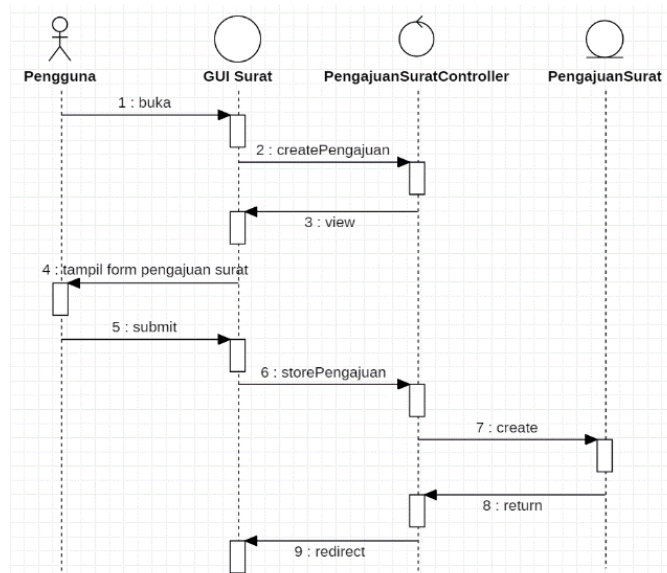 Pengguna
GUI Surat
PengajuanSuratController
PengajuanSurat
1 : buka
2 : createPengajuan
3 : view
4 : tampil form pengajuan surat
5 : submit
6 : storePengajuan
7 : create
8 : return
9 : redirect